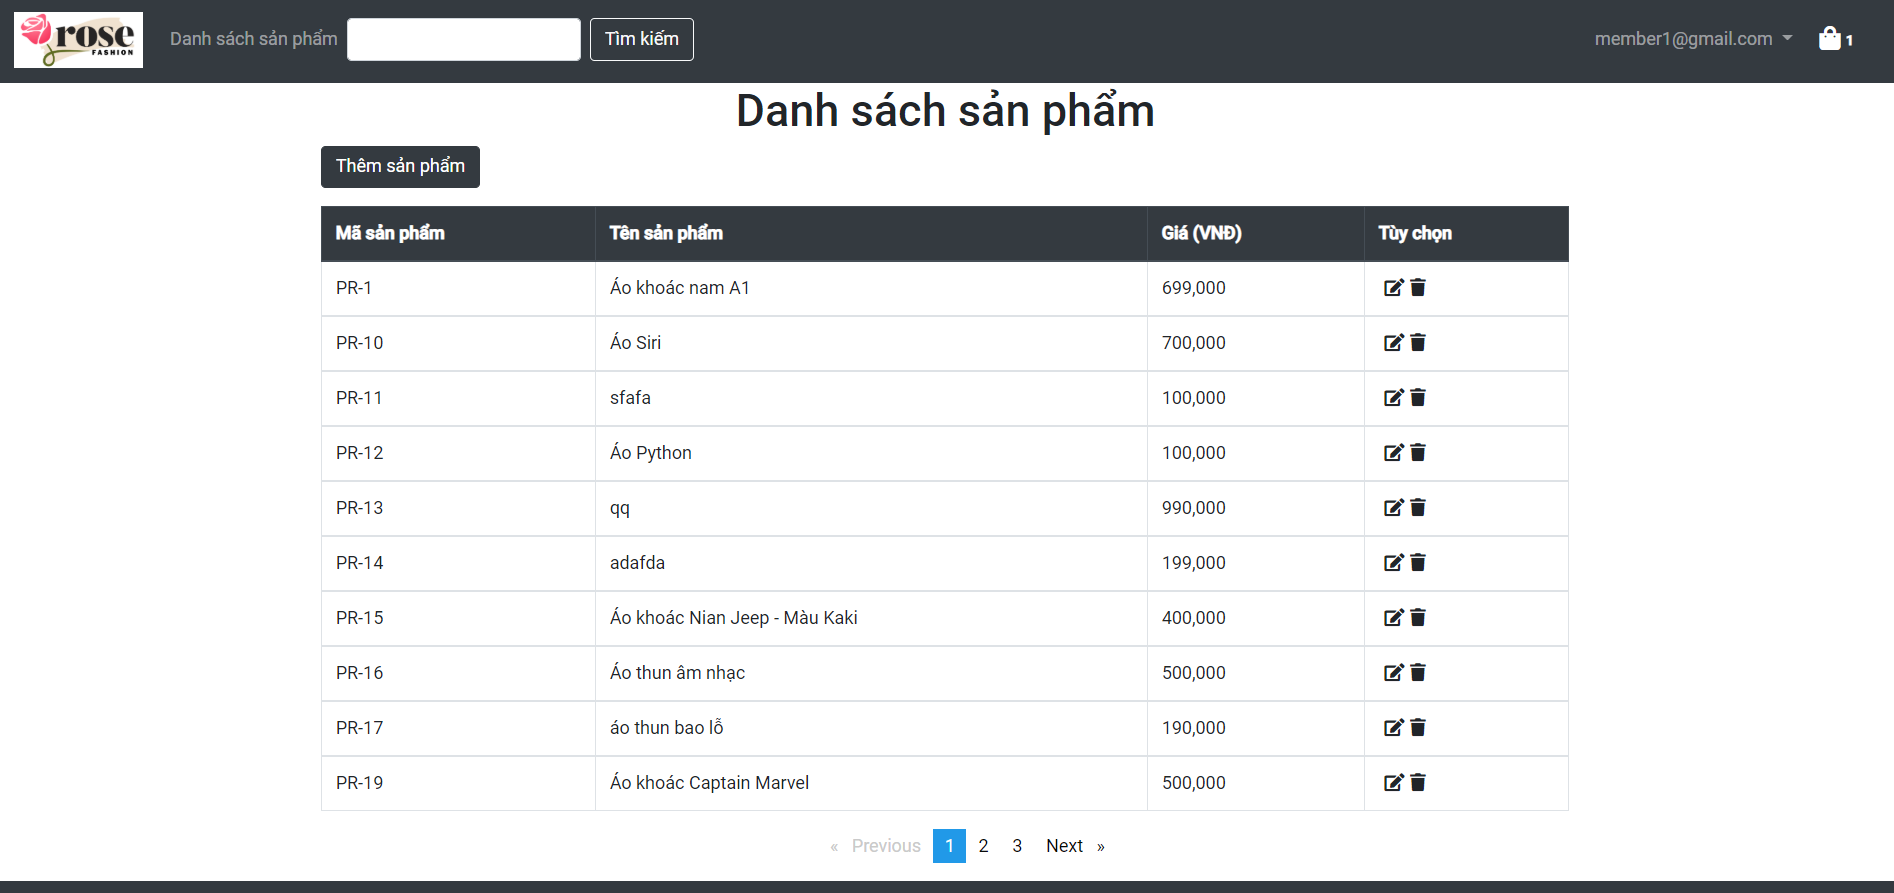 rose
FASHION
Danh sách sản phẩm
Tìm kiếm
member1@gmail.com
1
Danh sách sản phẩm
Thêm sản phẩm
Mã sản phẩm Tên sản phẩm Giá (VNĐ) Tùy chọn
PR-1 Áo khoác nam A1 699,000
PR-10 Áo Siri 700,000
PR-11 sfafa 100,000
PR-12 Áo Python 100,000
PR-13 qq 990,000
PR-14 adafda 199,000
PR-15 Áo khoác Nian Jeep - Màu Kaki 400,000
PR-16 Áo thun âm nhạc 500,000
PR-17 áo thun bao lỗ 190,000
PR-19 Áo khoác Captain Marvel 500,000
« Previous 1 2 3 Next »